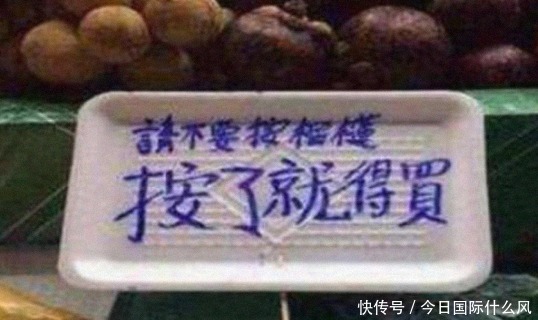 請不要按榴槤
按了就得買
快传号 / 今日国际什么风